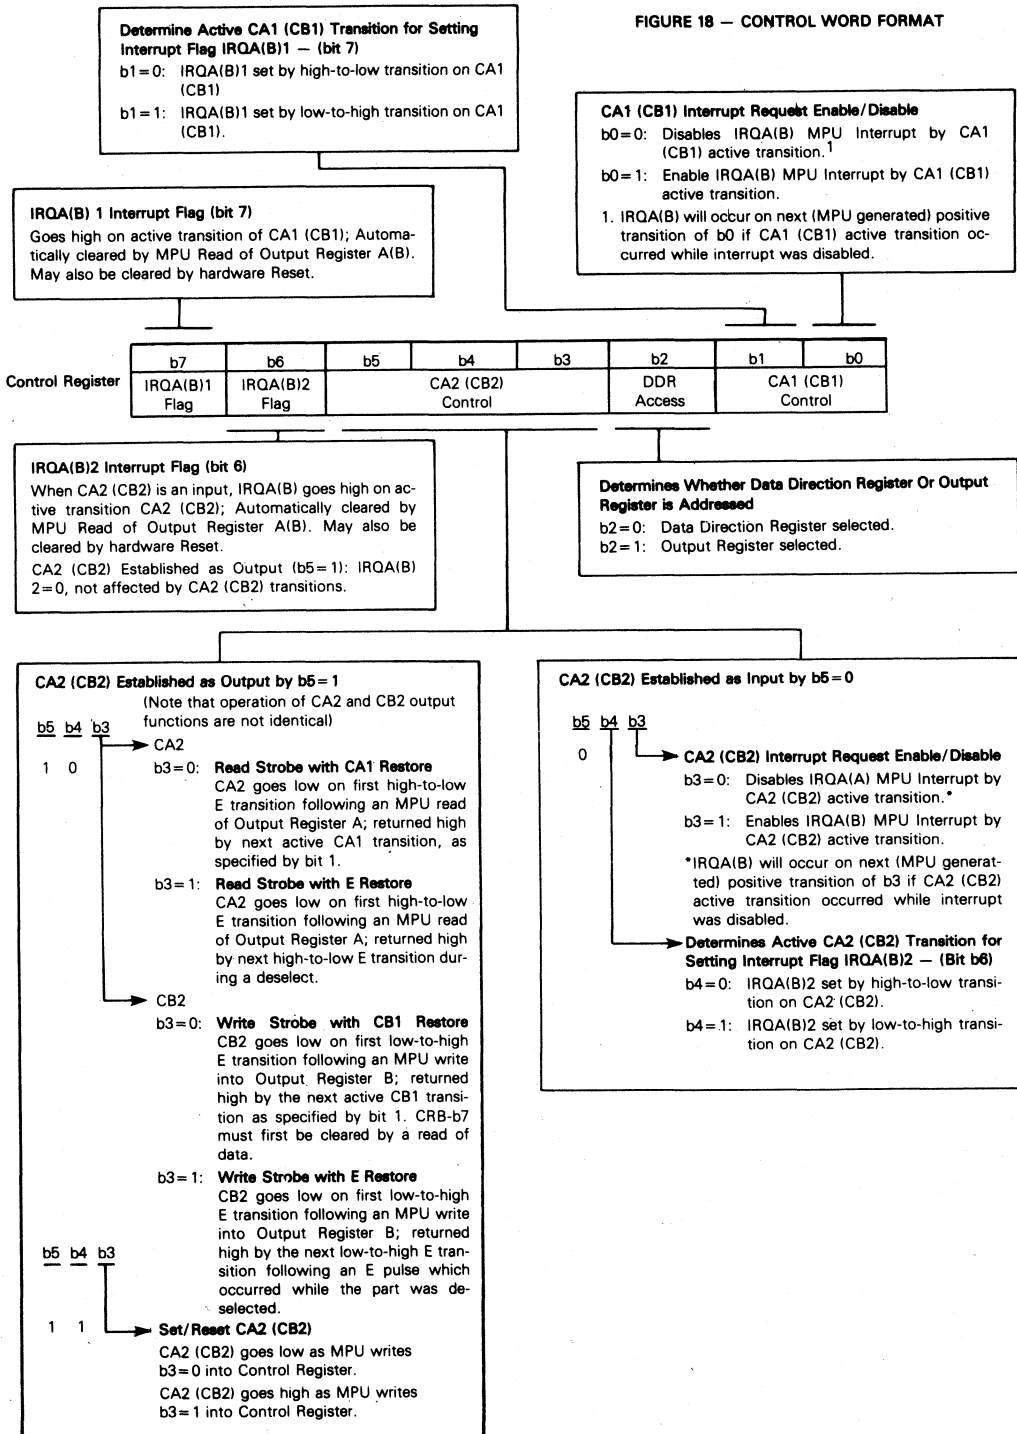 FIGURE 18 — CONTROL WORD FORMAT
Determine Active CA1 (CB1) Transition for Setting
Interrupt Flag IRQA(B)1 — (bit 7)
b1=0: IRQA(B)1 set by high-to-low transition on CA1
(CB1)
b1=1: IRQA(B)1 set by low-to-high transition on CA1
(CB1).
CA1 (CB1) Interrupt Request Enable/Disable
b0=0: Disables IRQA(B) MPU Interrupt by CA1
(CB1) active transition.1
b0=1: Enable IRQA(B) MPU Interrupt by CA1 (CB1)
active transition.
1. IRQA(B) will occur on next (MPU generated) positive
transition of b0 if CA1 (CB1) active transition oc-
curred while interrupt was disabled.
IRQA(B) 1 Interrupt Flag (bit 7)
Goes high on active transition of CA1 (CB1); Automa-
tically cleared by MPU Read of Output Register A(B).
May also be cleared by hardware Reset.
b7 b6 b5 b4 b3 b2 b1 b0
Control Register
IRQA(B)1
Flag
IRQA(B)2
Flag
CA2 (CB2)
Control
DDR
Access
CA1 (CB1)
Control
IRQA(B)2 Interrupt Flag (bit 6)
When CA2 (CB2) is an input, IRQA(B) goes high on ac-
tive transition CA2 (CB2); Automatically cleared by
MPU Read of Output Register A(B). May also be
cleared by hardware Reset.
CA2 (CB2) Established as Output (b5=1): IRQA(B)
2=0, not affected by CA2 (CB2) transitions.
Determines Whether Data Direction Register Or Output
Register is Addressed
b2=0: Data Direction Register selected.
b2=1: Output Register selected.
CA2 (CB2) Established as Output by b5=1
(Note that operation of CA2 and CB2 output
functions are not identical)
b5 b4 b3
CA2
1 0
b3=0: Read Strobe with CA1 Restore
CA2 goes low on first high-to-low
E transition following an MPU read
of Output Register A; returned high
by next active CA1 transition, as
specified by bit 1.
b3=1: Read Strobe with E Restore
CA2 goes low on first high-to-low
E transition following an MPU read
of Output Register A; returned high
by next high-to-low E transition dur-
ing a deselect.
CB2
b3=0: Write Strobe with CB1 Restore
CB2 goes low on first low-to-high
E transition following an MPU write
into Output Register B; returned
high by the next active CB1 transi-
tion as specified by bit 1. CRB-b7
must first be cleared by a read of
data.
b3=1: Write Strobe with E Restore
CB2 goes low on first low-to-high
E transition following an MPU write
into Output Register B; returned
high by the next low-to-high E tran-
sition following an E pulse which
occurred while the part was de-
selected.
b5 b4 b3
1 1
Set/Reset CA2 (CB2)
CA2 (CB2) goes low as MPU writes
b3=0 into Control Register.
CA2 (CB2) goes high as MPU writes
b3=1 into Control Register.
CA2 (CB2) Established as Input by b5=0
b5 b4 b3
0
CA2 (CB2) Interrupt Request Enable/Disable
b3=0: Disables IRQA(A) MPU Interrupt by
CA2 (CB2) active transition.*
b3=1: Enables IRQA(B) MPU Interrupt by
CA2 (CB2) active transition.
*IRQA(B) will occur on next (MPU generat-
ted) positive transition of b3 if CA2 (CB2)
active transition occurred while interrupt
was disabled.
Determines Active CA2 (CB2) Transition for
Setting Interrupt Flag IRQA(B)2 — (Bit b6)
b4=0: IRQA(B)2 set by high-to-low transi-
tion on CA2 (CB2).
b4=1: IRQA(B)2 set by low-to-high transi-
tion on CA2 (CB2).